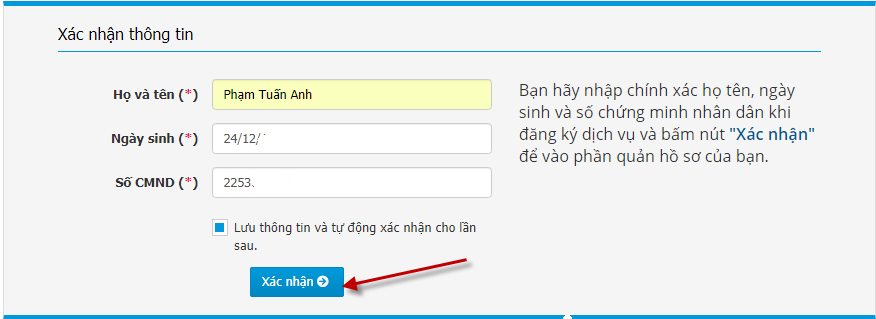 Xác nhận thông tin
Họ và tên (*)
Phạm Tuấn Anh
Ngày sinh (*)
24/12/
Số CMND (*)
2253.
Lưu thông tin và tự động xác nhận cho lần
sau.
Xác nhận
Bạn hãy nhập chính xác họ tên, ngày
sinh và số chứng minh nhân dân khi
đăng ký dịch vụ và bấm nút "Xác nhận"
để vào phần quản hồ sơ của bạn.